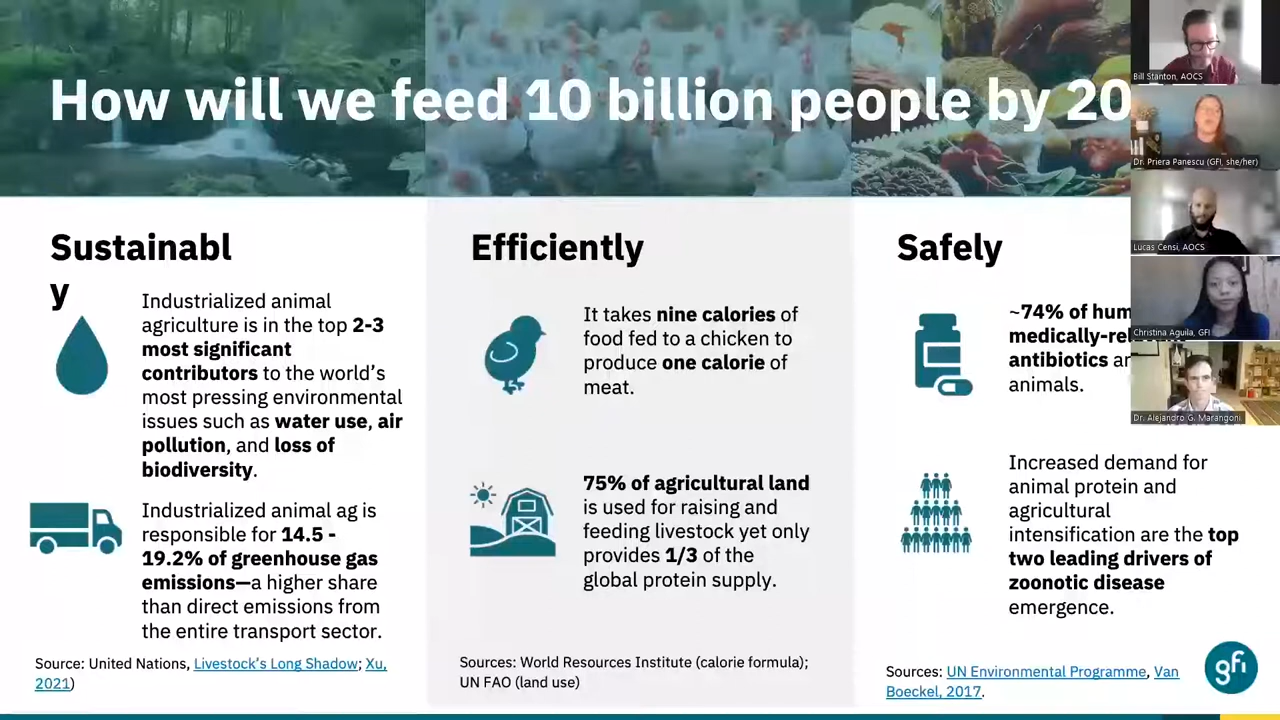 How will we feed 10 billion people by 20
Sustainabl
y
Industrialized animal
agriculture is in the top 2-3
most significant
contributors to the world's
most pressing environmental
issues such as water use, air
pollution, and loss of
biodiversity.
Industrialized animal ag is
responsible for 14.5 -
19.2% of greenhouse gas
emissions—a higher share
than direct emissions from
the entire transport sector.
Source: United Nations, Livestock's Long Shadow; Xu,
2021)
Efficiently
It takes nine calories of
food fed to a chicken to
produce one calorie of
meat.
75% of agricultural land
is used for raising and
feeding livestock yet only
provides 1/3 of the
global protein supply.
Sources: World Resources Institute (calorie formula);
UN FAO (land use)
Safely
~74% of
medically-
antibiotics
animals.
Increased demand for
animal protein and
agricultural
intensification are the top
two leading drivers of
zoonotic disease
emergence.
Sources: UN Environmental Programme, Van
Boeckel, 2017.
gfi
Bill Stanton, AOCS
Dr. Priera Panescu (GFI, she/her)
Lucas Censi, AOCS
Christina Aguila, GFI
Dr. Alejandro G. Marangoni